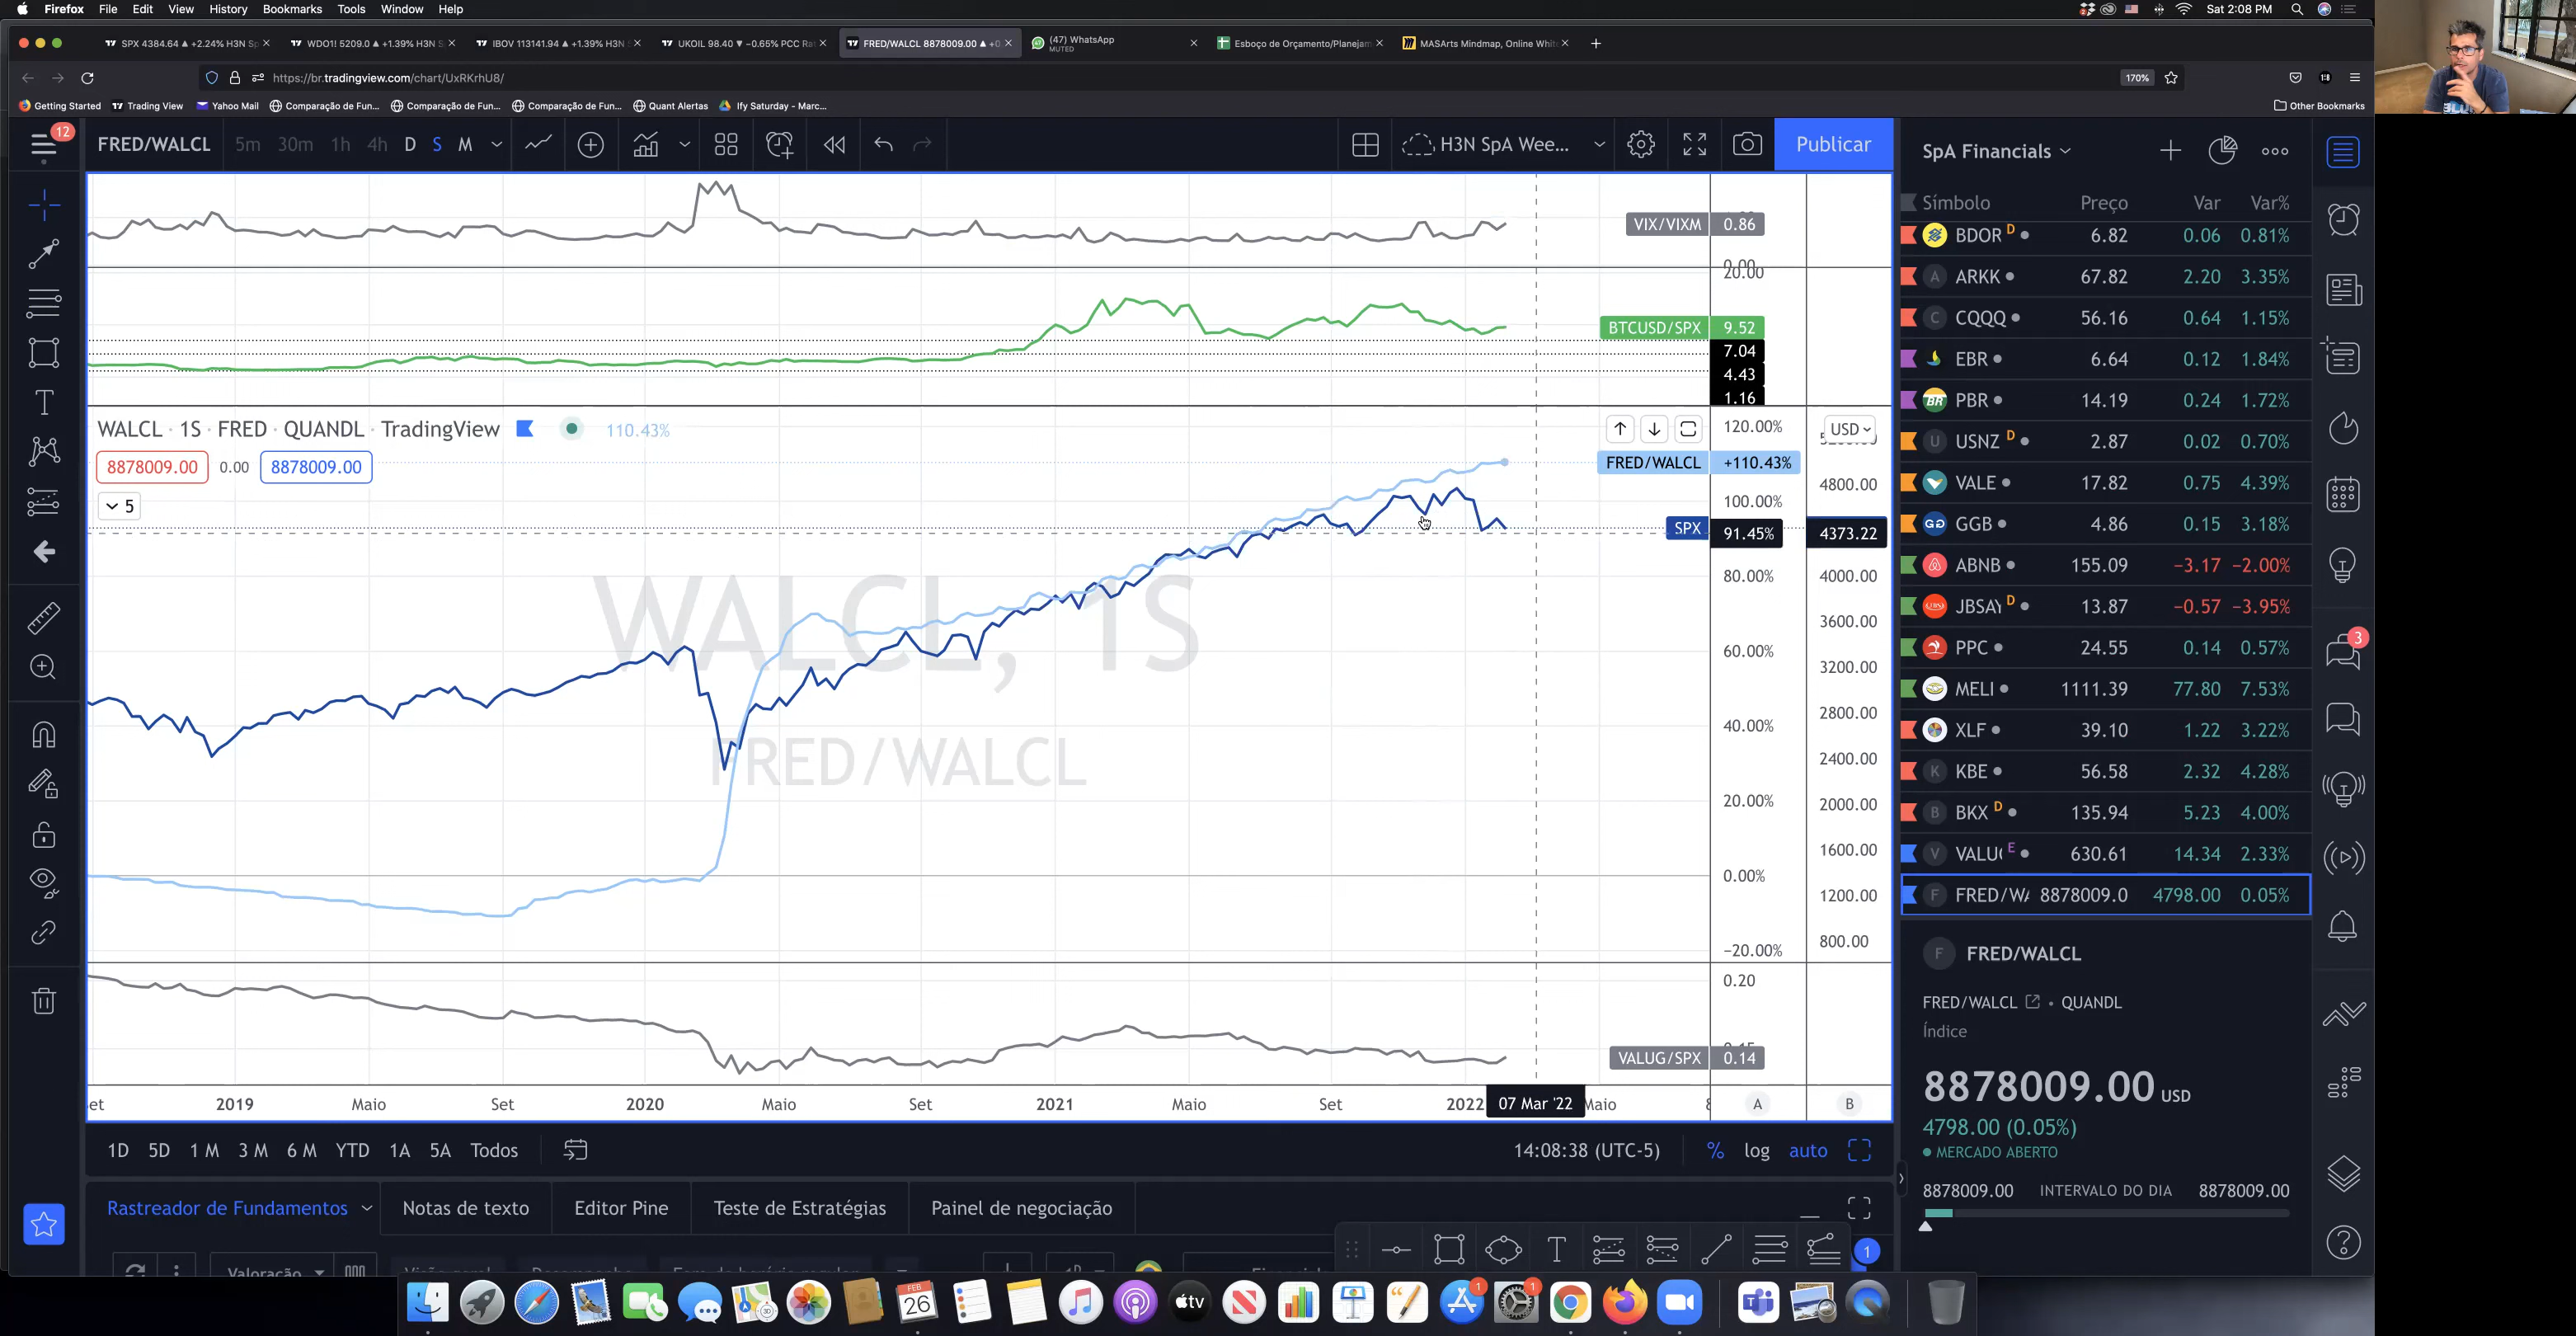 Firefox File Edit View History Bookmarks Tools Window Help
Sat 2:08 PM
SPX 4384.64 ▲ +2.24% H3N Sp
WDO1! 5209.0 ▲ +1.39% H3N S
IBOV 113141.94 ▲ +1.39% H3N
UKOIL 98.40 ▼ −0.65% PCC Ra
FRED/WALCL 8878009.00 ▲ +0
(47) WhatsApp
MUTED
Esboço de Orçamento/Planejam
MASArts Mindmap, Online Whit
https://br.tradingview.com/chart/UxRKrhU8/
170%
Getting Started
Trading View
Yahoo Mail
Comparação de Fun...
Comparação de Fun...
Comparação de Fun...
Quant Alertas
Ify Saturday - Marc...
Other Bookmarks
12
FRED/WALCL 5m 30m 1h 4h D S M
H3N SpA Wee...
Publicar
VIX/VIXM 0.86
0.00
20.00
BTCUSD/SPX 9.52
7.04
4.43
1.16
WALCL · 1S · FRED · QUANDL · TradingView
110.43%
8878009.00 0.00 8878009.00
5
USD
120.00%
FRED/WALCL +110.43%
4800.00
100.00%
SPX 91.45% 4373.22
80.00% 4000.00
3600.00
60.00% 3200.00
40.00% 2800.00
2400.00
20.00% 2000.00
1600.00
0.00% 1200.00
−20.00% 800.00
WALCL, 1S
FRED/WALCL
0.20
VALUG/SPX 0.14
et 2019 Maio Set 2020 Maio Set 2021 Maio Set 2022 07 Mar '22 Maio
A B
1D 5D 1 M 3 M 6 M YTD 1A 5A Todos
14:08:38 (UTC-5) % log auto
Rastreador de Fundamentos
Notas de texto
Editor Pine
Teste de Estratégias
Painel de negociação
Valoração
1
SpA Financials
Símbolo Preço Var Var%
BDOR D 6.82 0.06 0.81%
ARKK 67.82 2.20 3.35%
CQQQ 56.16 0.64 1.15%
EBR 6.64 0.12 1.84%
PBR 14.19 0.24 1.72%
USNZ D 2.87 0.02 0.70%
VALE 17.82 0.75 4.39%
GGB 4.86 0.15 3.18%
ABNB 155.09 −3.17 −2.00%
JBSAY D 13.87 −0.57 −3.95%
PPC 24.55 0.14 0.57%
MELI 1111.39 77.80 7.53%
XLF 39.10 1.22 3.22%
KBE 56.58 2.32 4.28%
BKX D 135.94 5.23 4.00%
VALU E 630.61 14.34 2.33%
FRED/W 8878009.0 4798.00 0.05%
F FRED/WALCL
FRED/WALCL • QUANDL
Índice
8878009.00 USD
4798.00 (0.05%)
MERCADO ABERTO
8878009.00 INTERVALO DO DIA 8878009.00
3
FEB
26
tv
1
1